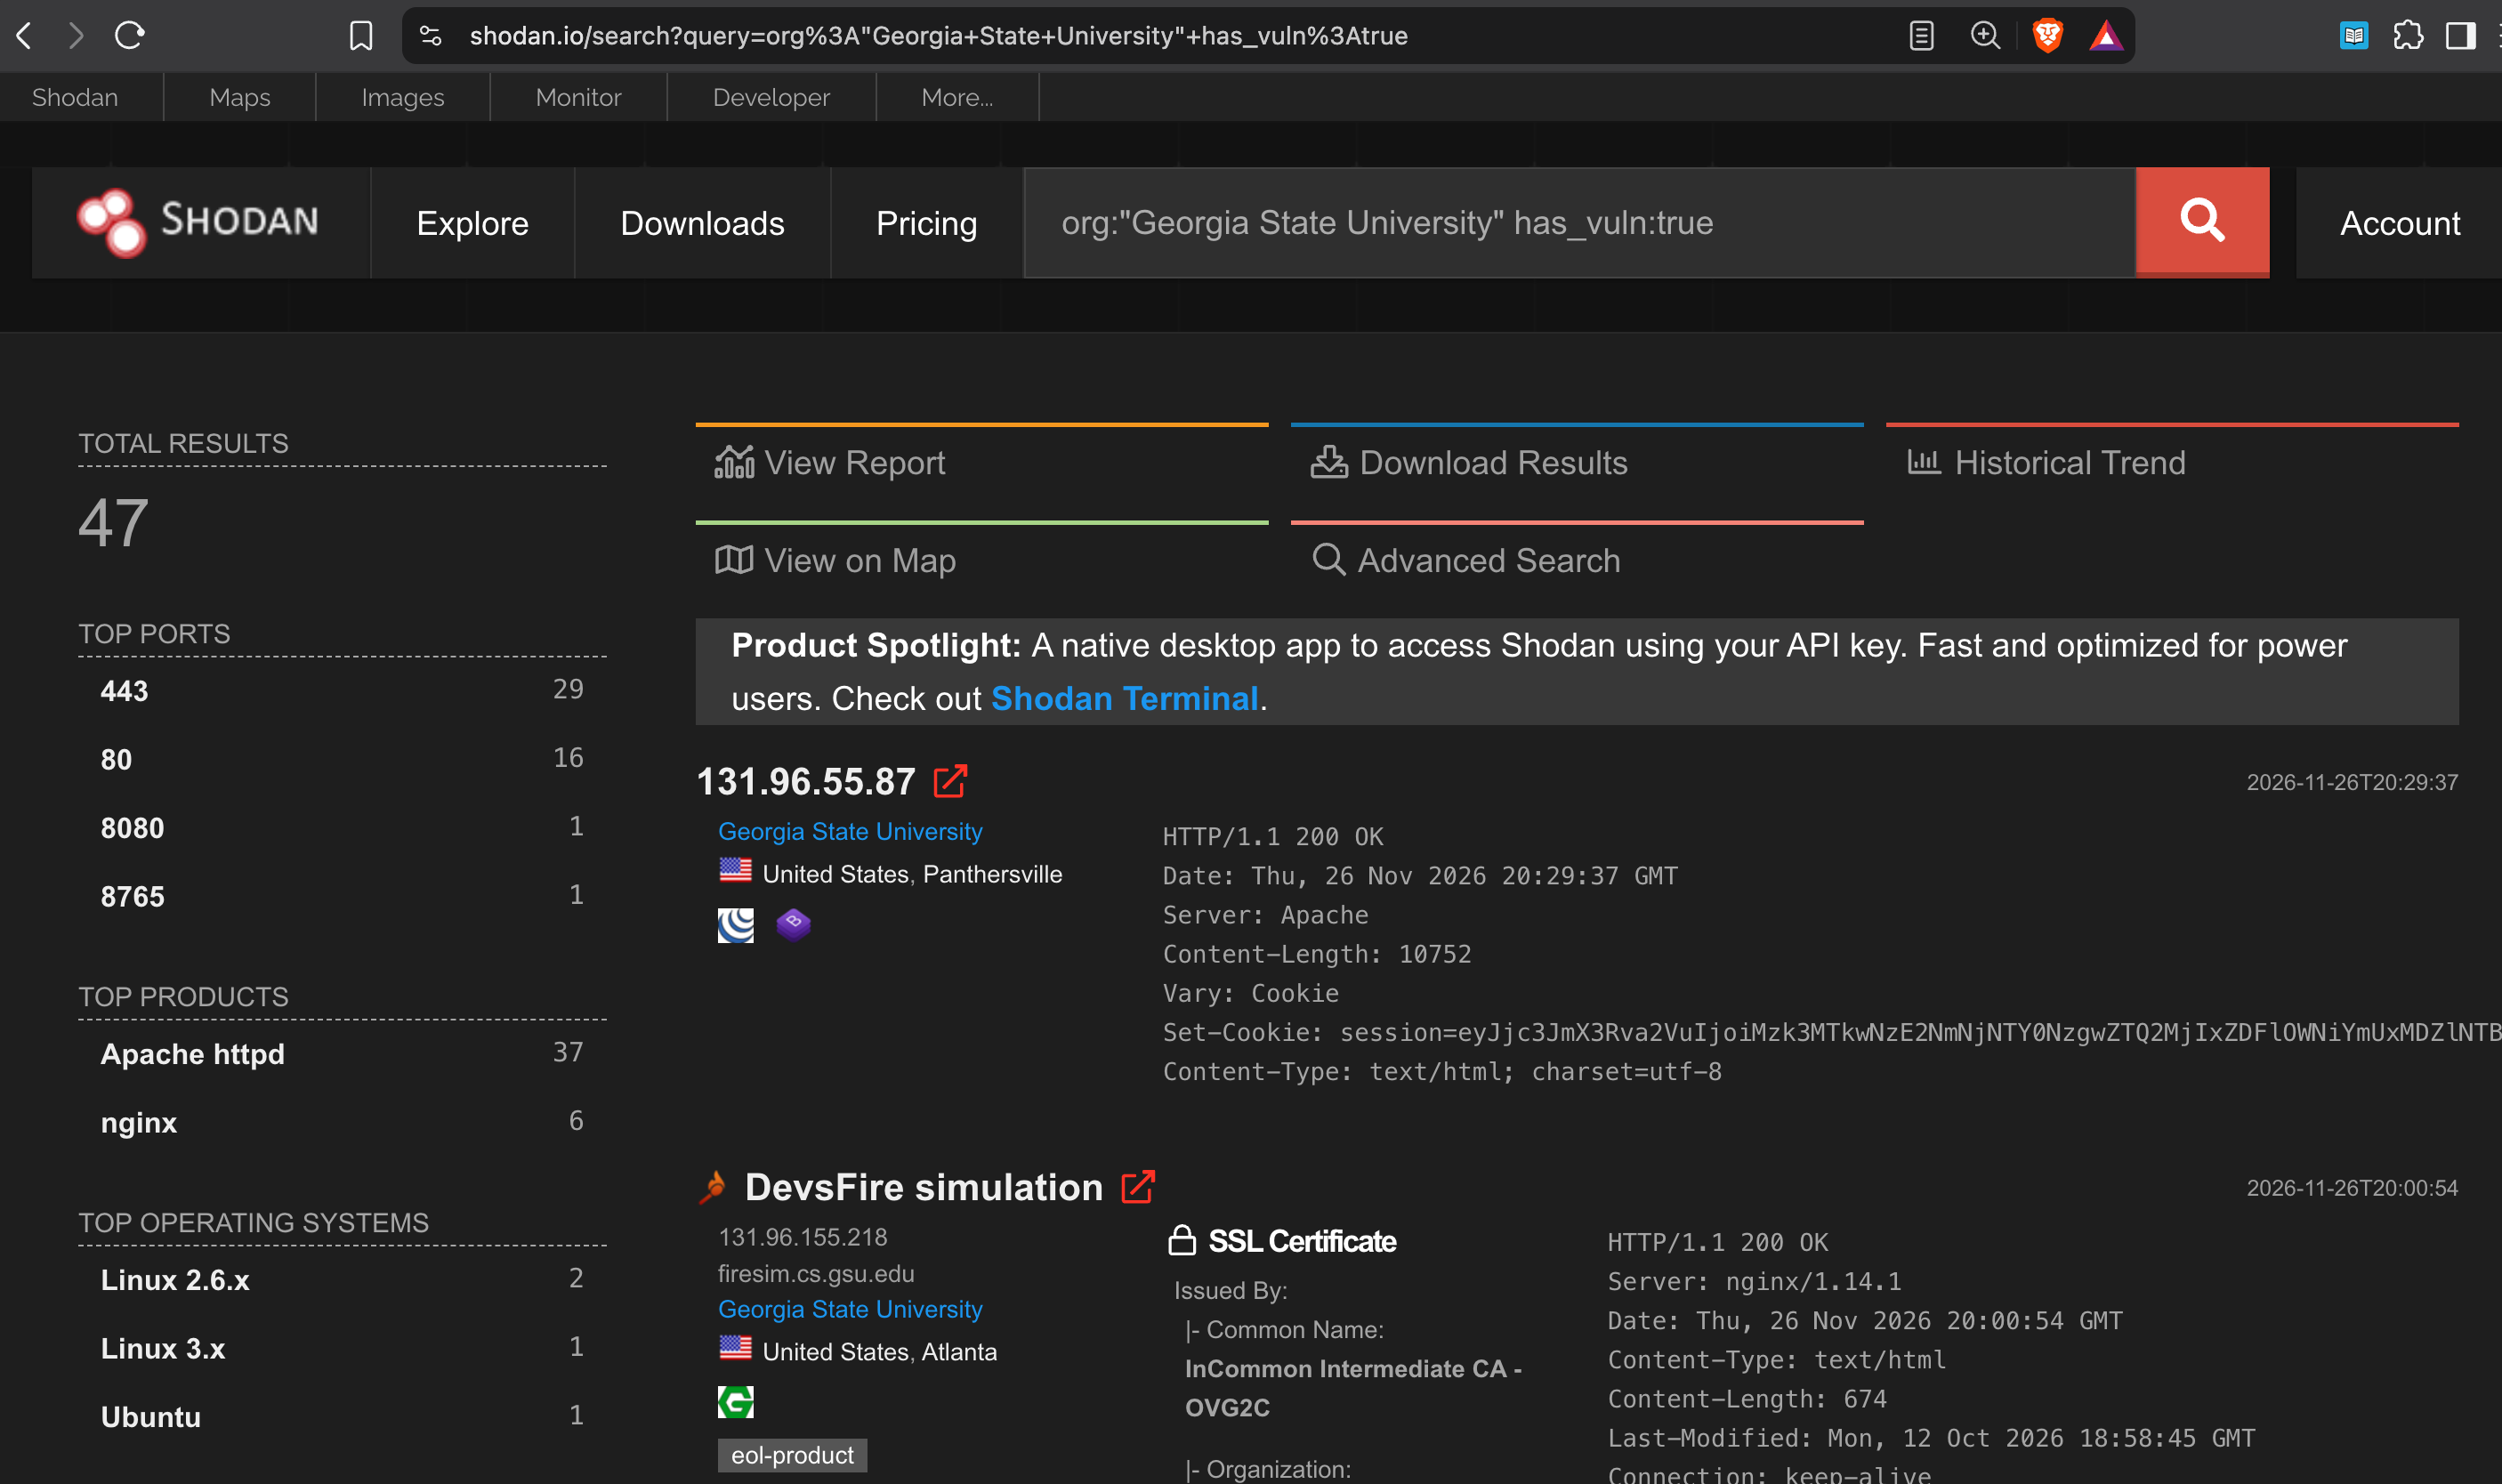 shodan.io/search?query=org%3A"Georgia+State+University"+has_vuln%3Atrue
Shodan
Maps
Images
Monitor
Developer
More...
SHODAN
Explore
Downloads
Pricing
org:"Georgia State University" has_vuln:true
Account
TOTAL RESULTS
47
TOP PORTS
443 29
80 16
8080 1
8765 1
TOP PRODUCTS
Apache httpd 37
nginx 6
TOP OPERATING SYSTEMS
Linux 2.6.x 2
Linux 3.x 1
Ubuntu 1
View Report
Download Results
Historical Trend
View on Map
Advanced Search
Product Spotlight: A native desktop app to access Shodan using your API key. Fast and optimized for power
users. Check out Shodan Terminal.
131.96.55.87
2026-11-26T20:29:37
Georgia State University
United States, Panthersville
HTTP/1.1 200 OK
Date: Thu, 26 Nov 2026 20:29:37 GMT
Server: Apache
Content-Length: 10752
Vary: Cookie
Set-Cookie: session=eyJjc3JmX3Rva2VuIjoiMzk3MTkwNzE2NmNjNTY0NzgwZTQ2MjIxZDFlOWNiYmUxMDZlNTB
Content-Type: text/html; charset=utf-8
DevsFire simulation
2026-11-26T20:00:54
131.96.155.218
firesim.cs.gsu.edu
Georgia State University
United States, Atlanta
eol-product
SSL Certificate
Issued By:
|- Common Name:
InCommon Intermediate CA -
OVG2C
|- Organization:
HTTP/1.1 200 OK
Server: nginx/1.14.1
Date: Thu, 26 Nov 2026 20:00:54 GMT
Content-Type: text/html
Content-Length: 674
Last-Modified: Mon, 12 Oct 2026 18:58:45 GMT
Connection: keep-alive